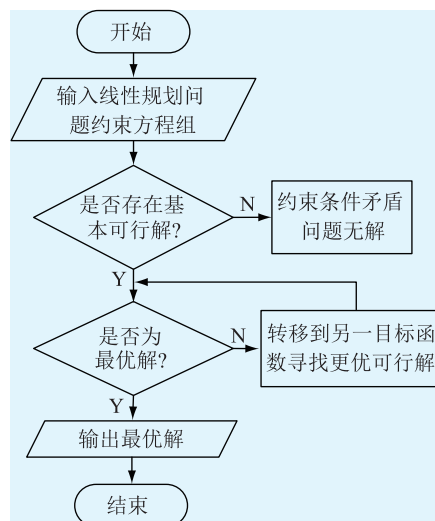 开始
输入线性规划问
题约束方程组
是否存在基
本可行解?
N
约束条件矛盾
问题无解
Y
是否为
最优解?
N
转移到另一目标函
数寻找更优可行解
Y
输出最优解
结束